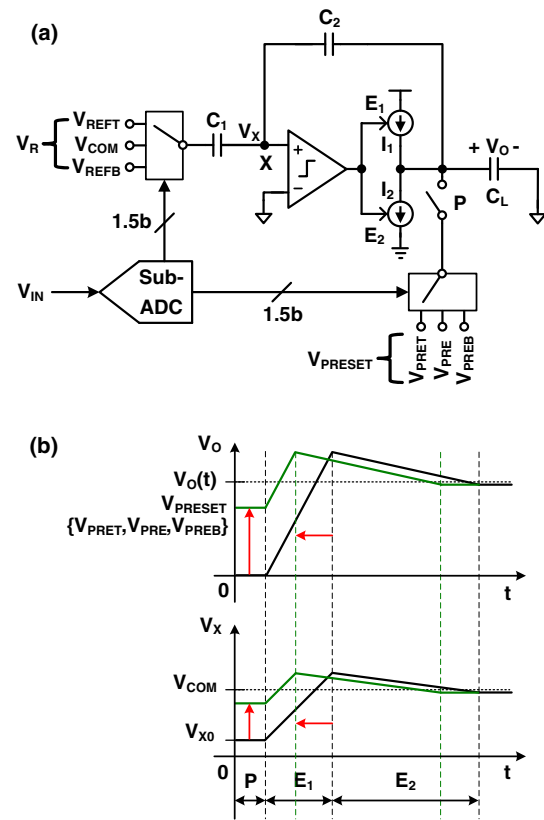 (a)
C2
VR
VREFT
VCOM
VREFB
C1
VX
X
+
−
E1
I1
I2
E2
+ VO -
CL
P
1.5b
VIN
Sub-
ADC
1.5b
VPRESET
VPRET
VPRE
VPREB
(b)
VO
VO(t)
VPRESET
{VPRET,VPRE,VPREB}
0
t
VX
VCOM
VX0
0
t
P
E1
E2